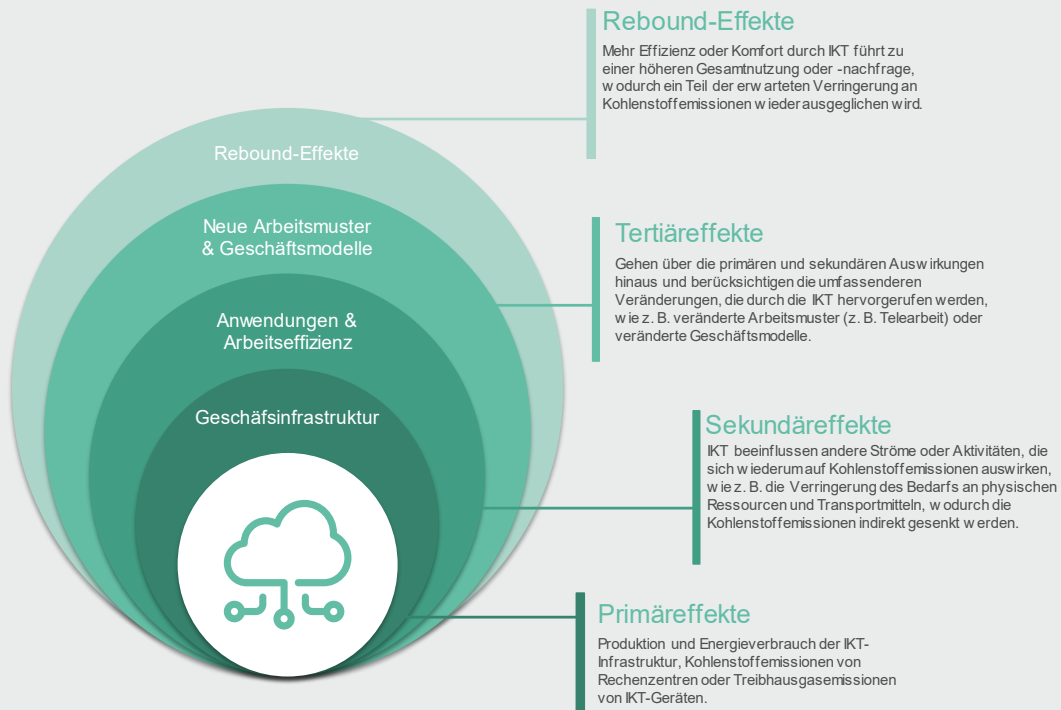 Rebound-Effekte
Mehr Effizienz oder Komfort durch IKT führt zu
einer höheren Gesamtnutzung oder -nachfrage,
wodurch ein Teil der erwarteten Verringerung an
Kohlenstoffemissionen wieder ausgeglichen wird.
Rebound-Effekte
Neue Arbeitsmuster
& Geschäftsmodelle
Anwendungen &
Arbeitseffizienz
Geschäfsinfrastruktur
Tertiäreffekte
Gehen über die primären und sekundären Auswirkungen
hinaus und berücksichtigen die umfassenderen
Veränderungen, die durch die IKT hervorgerufen werden,
wie z. B. veränderte Arbeitsmuster (z. B. Telearbeit) oder
veränderte Geschäftsmodelle.
Sekundäreffekte
IKT beeinflussen andere Ströme oder Aktivitäten, die
sich wiederum auf Kohlenstoffemissionen auswirken,
wie z. B. die Verringerung des Bedarfs an physischen
Ressourcen und Transportmitteln, wodurch die
Kohlenstoffemissionen indirekt gesenkt werden.
Primäreffekte
Produktion und Energieverbrauch der IKT-
Infrastruktur, Kohlenstoffemissionen von
Rechenzentren oder Treibhausgasemissionen
von IKT-Geräten.